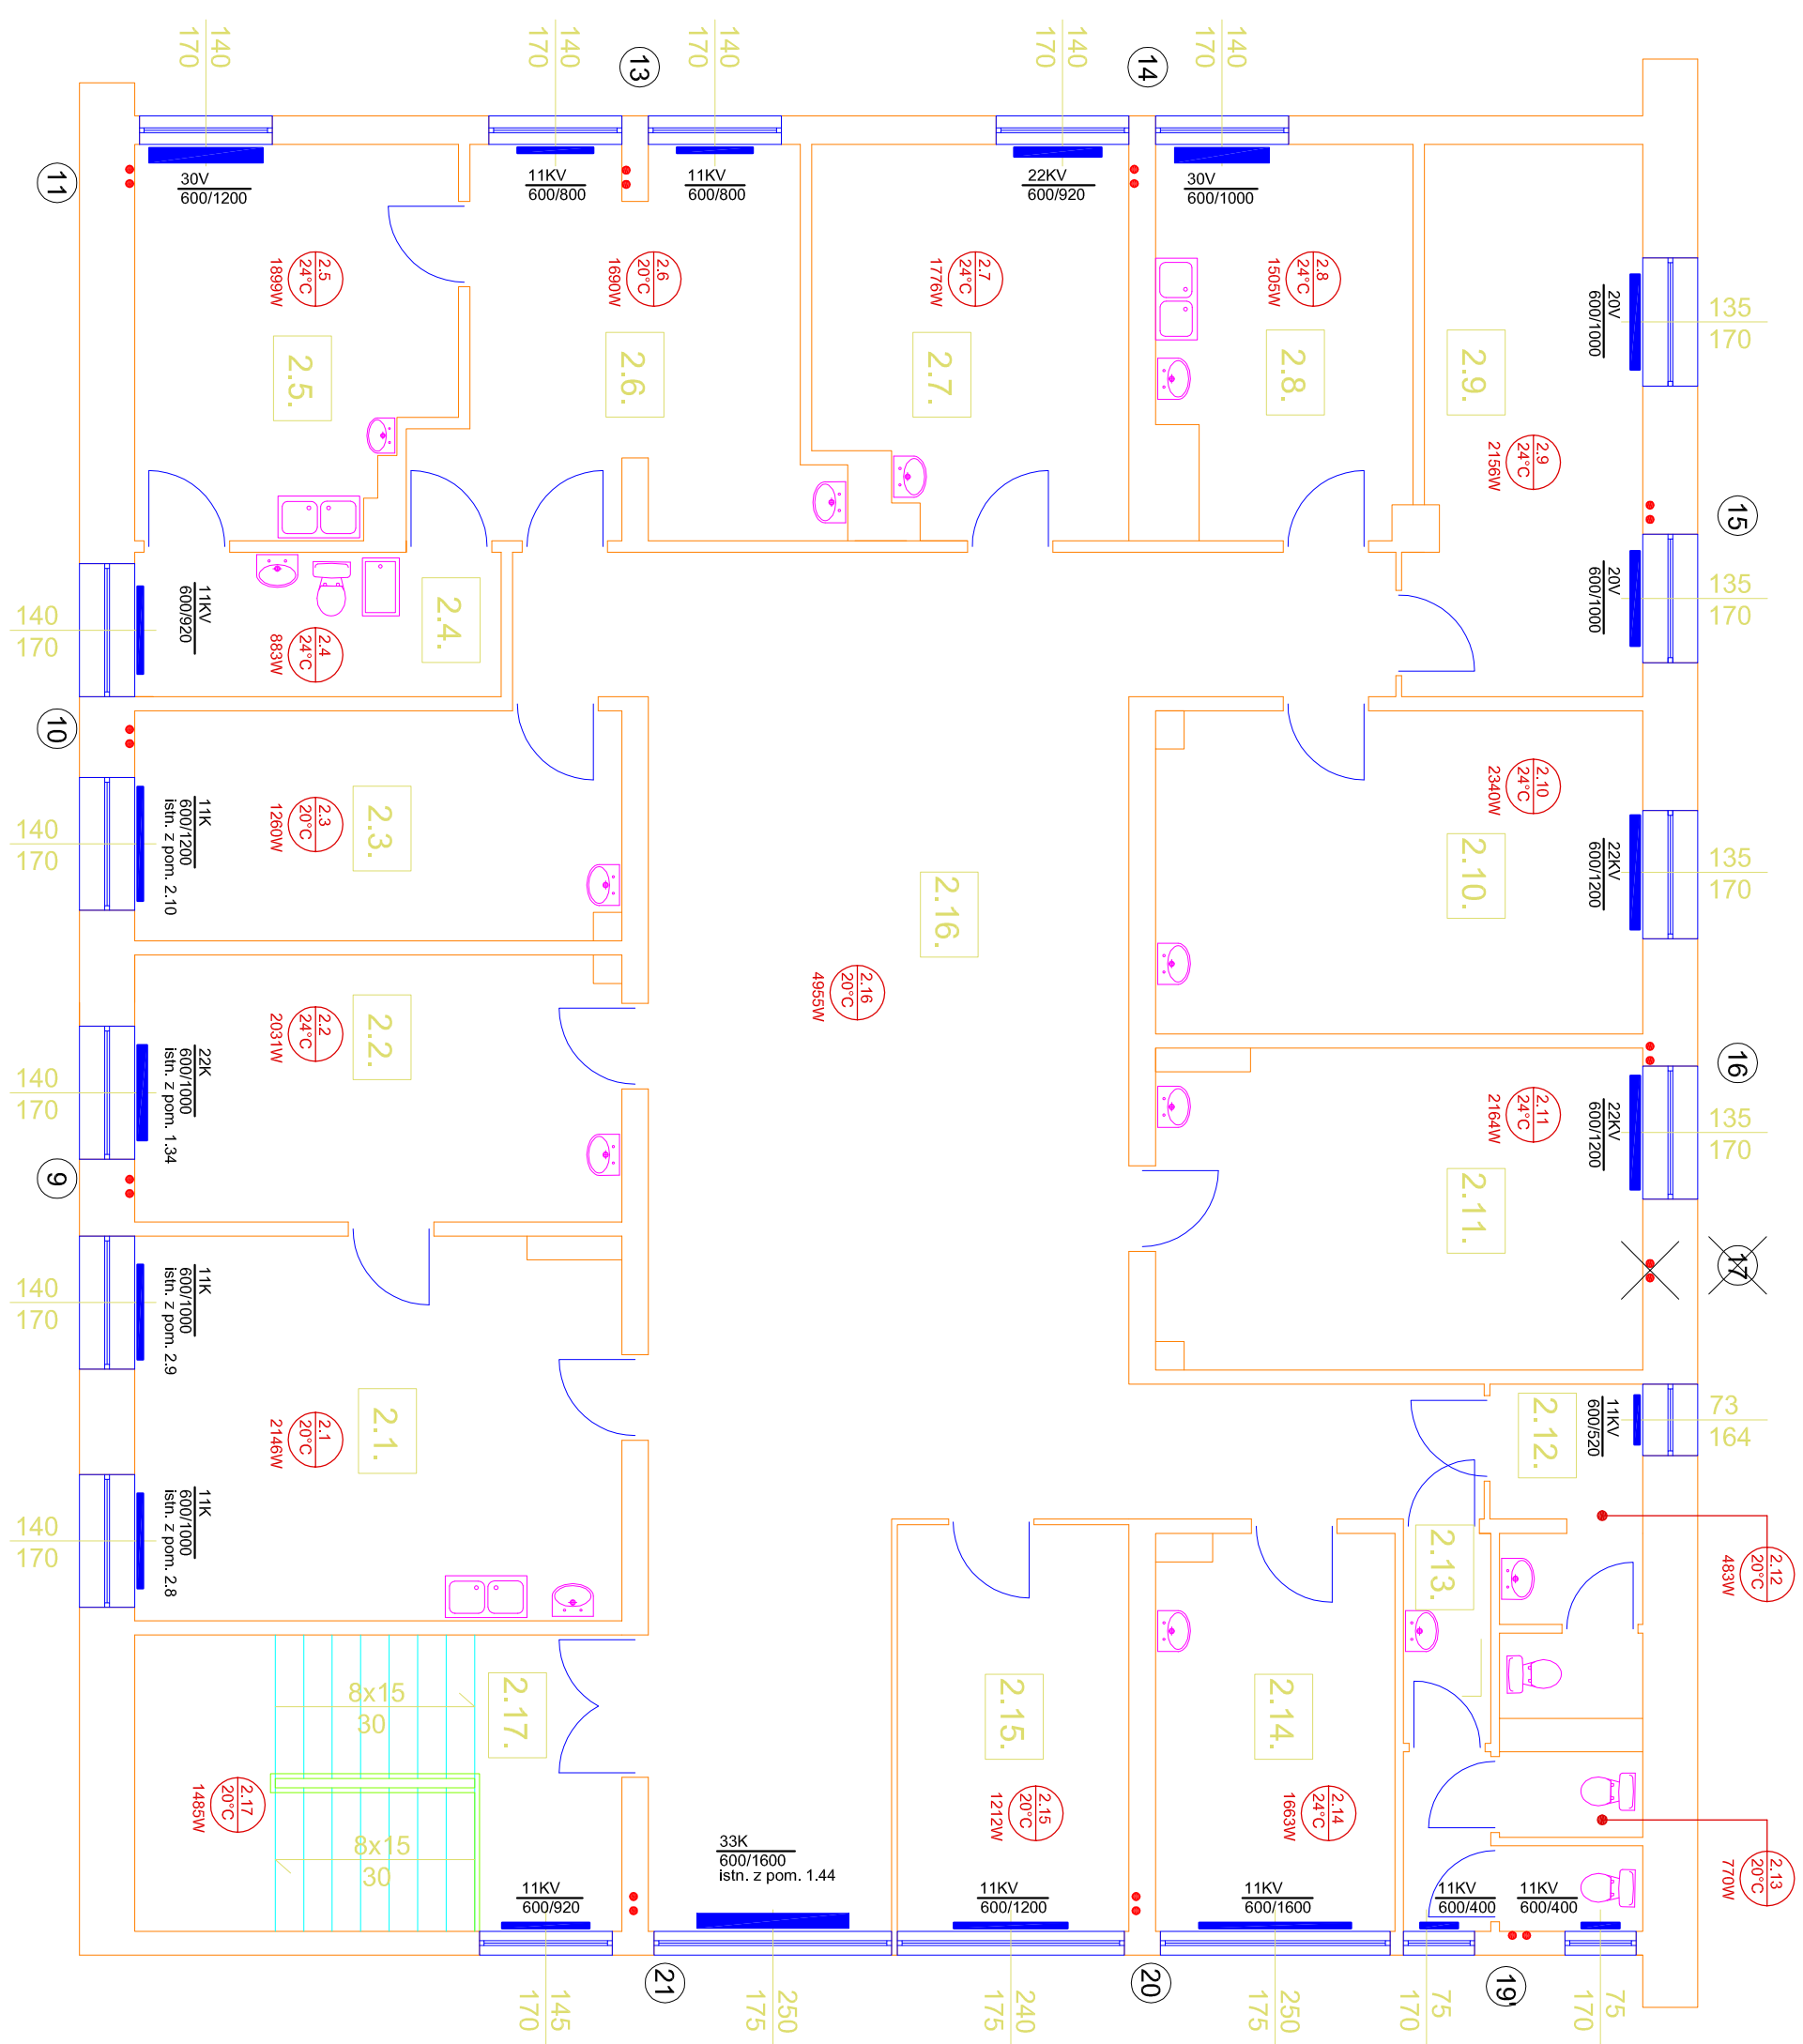 140
170
140
170
13
140
170
140
170
14
140
170
11
30V
600/1200
11KV
600/800
11KV
600/800
22KV
600/920
30V
600/1000
20V
600/1000
135
170
2.5
24°C
1899W
2.6
20°C
1690W
2.7
24°C
1776W
2.8
24°C
1505W
2.5.
2.6.
2.7.
2.8.
2.9.
2.9
24°C
2156W
15
20V
600/1000
135
170
140
170
11KV
600/920
2.4
24°C
883W
2.4.
10
140
170
11K
600/1200
istn. z pom. 2.10
2.3
20°C
1260W
2.3.
2.16.
2.16
20°C
4955W
2.10
24°C
2340W
2.10.
22KV
600/1200
135
170
140
170
22K
600/1000
istn. z pom. 1.34
2.2
24°C
2031W
2.2.
9
2.11
24°C
2164W
2.11.
22KV
600/1200
16
135
170
17
140
170
11K
600/1000
istn. z pom. 2.9
2.1
20°C
2146W
2.1.
140
170
11K
600/1000
istn. z pom. 2.8
2.12.
11KV
600/520
73
164
2.12
20°C
483W
2.13.
8x15
30
8x15
30
2.17.
2.17
20°C
1485W
2.15.
2.15
20°C
1212W
2.14.
2.14
24°C
1663W
2.13
20°C
770W
11KV
600/920
33K
600/1600
istn. z pom. 1.44
11KV
600/1200
11KV
600/1600
11KV
600/400
11KV
600/400
145
170
21
250
175
240
175
20
250
175
75
170
19'
75
170